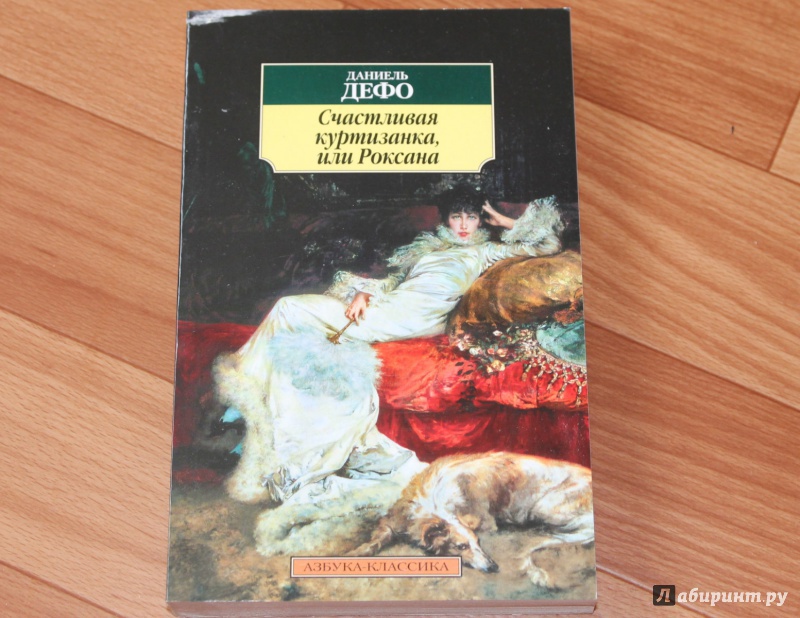 ДАНИЕЛЬ
ДЕФО
Счастливая
куртизанка,
или Роксана
АЗБУКА-КЛАССИКА
Лабиринт.ру